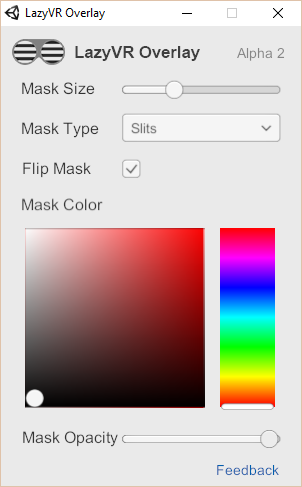 LazyVR Overlay
LazyVR Overlay Alpha 2
Mask Size
Mask Type Slits
Flip Mask
Mask Color
Mask Opacity
Feedback